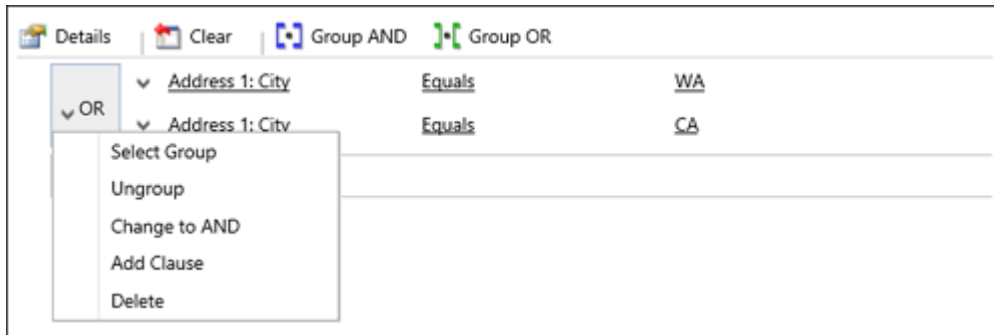 Details Clear Group AND Group OR
Address 1: City Equals WA
OR
Address 1: City Equals CA
Select Group
Ungroup
Change to AND
Add Clause
Delete